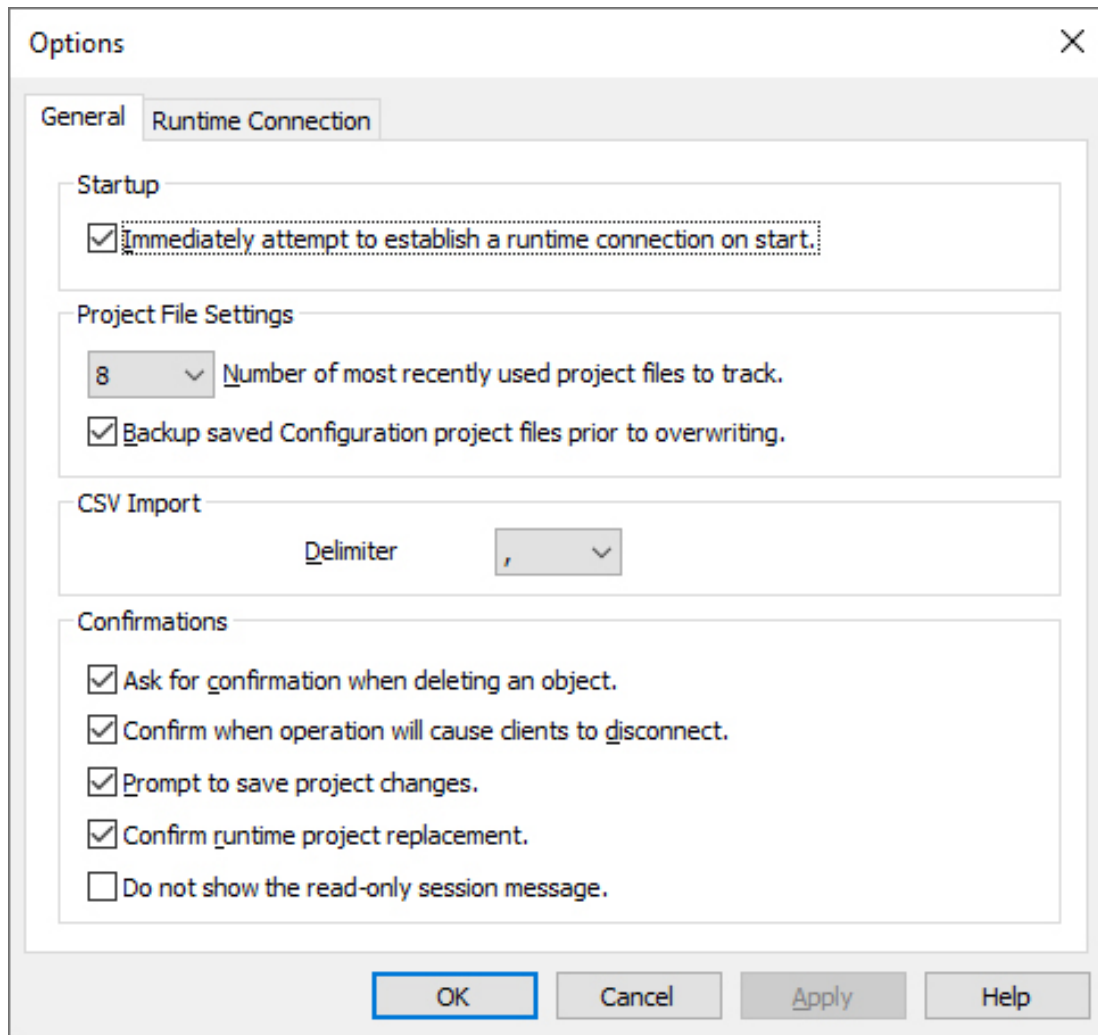 Options
General
Runtime Connection
Startup
Immediately attempt to establish a runtime connection on start.
Project File Settings
8 Number of most recently used project files to track.
Backup saved Configuration project files prior to overwriting.
CSV Import
Delimiter ,
Confirmations
Ask for confirmation when deleting an object.
Confirm when operation will cause clients to disconnect.
Prompt to save project changes.
Confirm runtime project replacement.
Do not show the read-only session message.
OK Cancel Apply Help